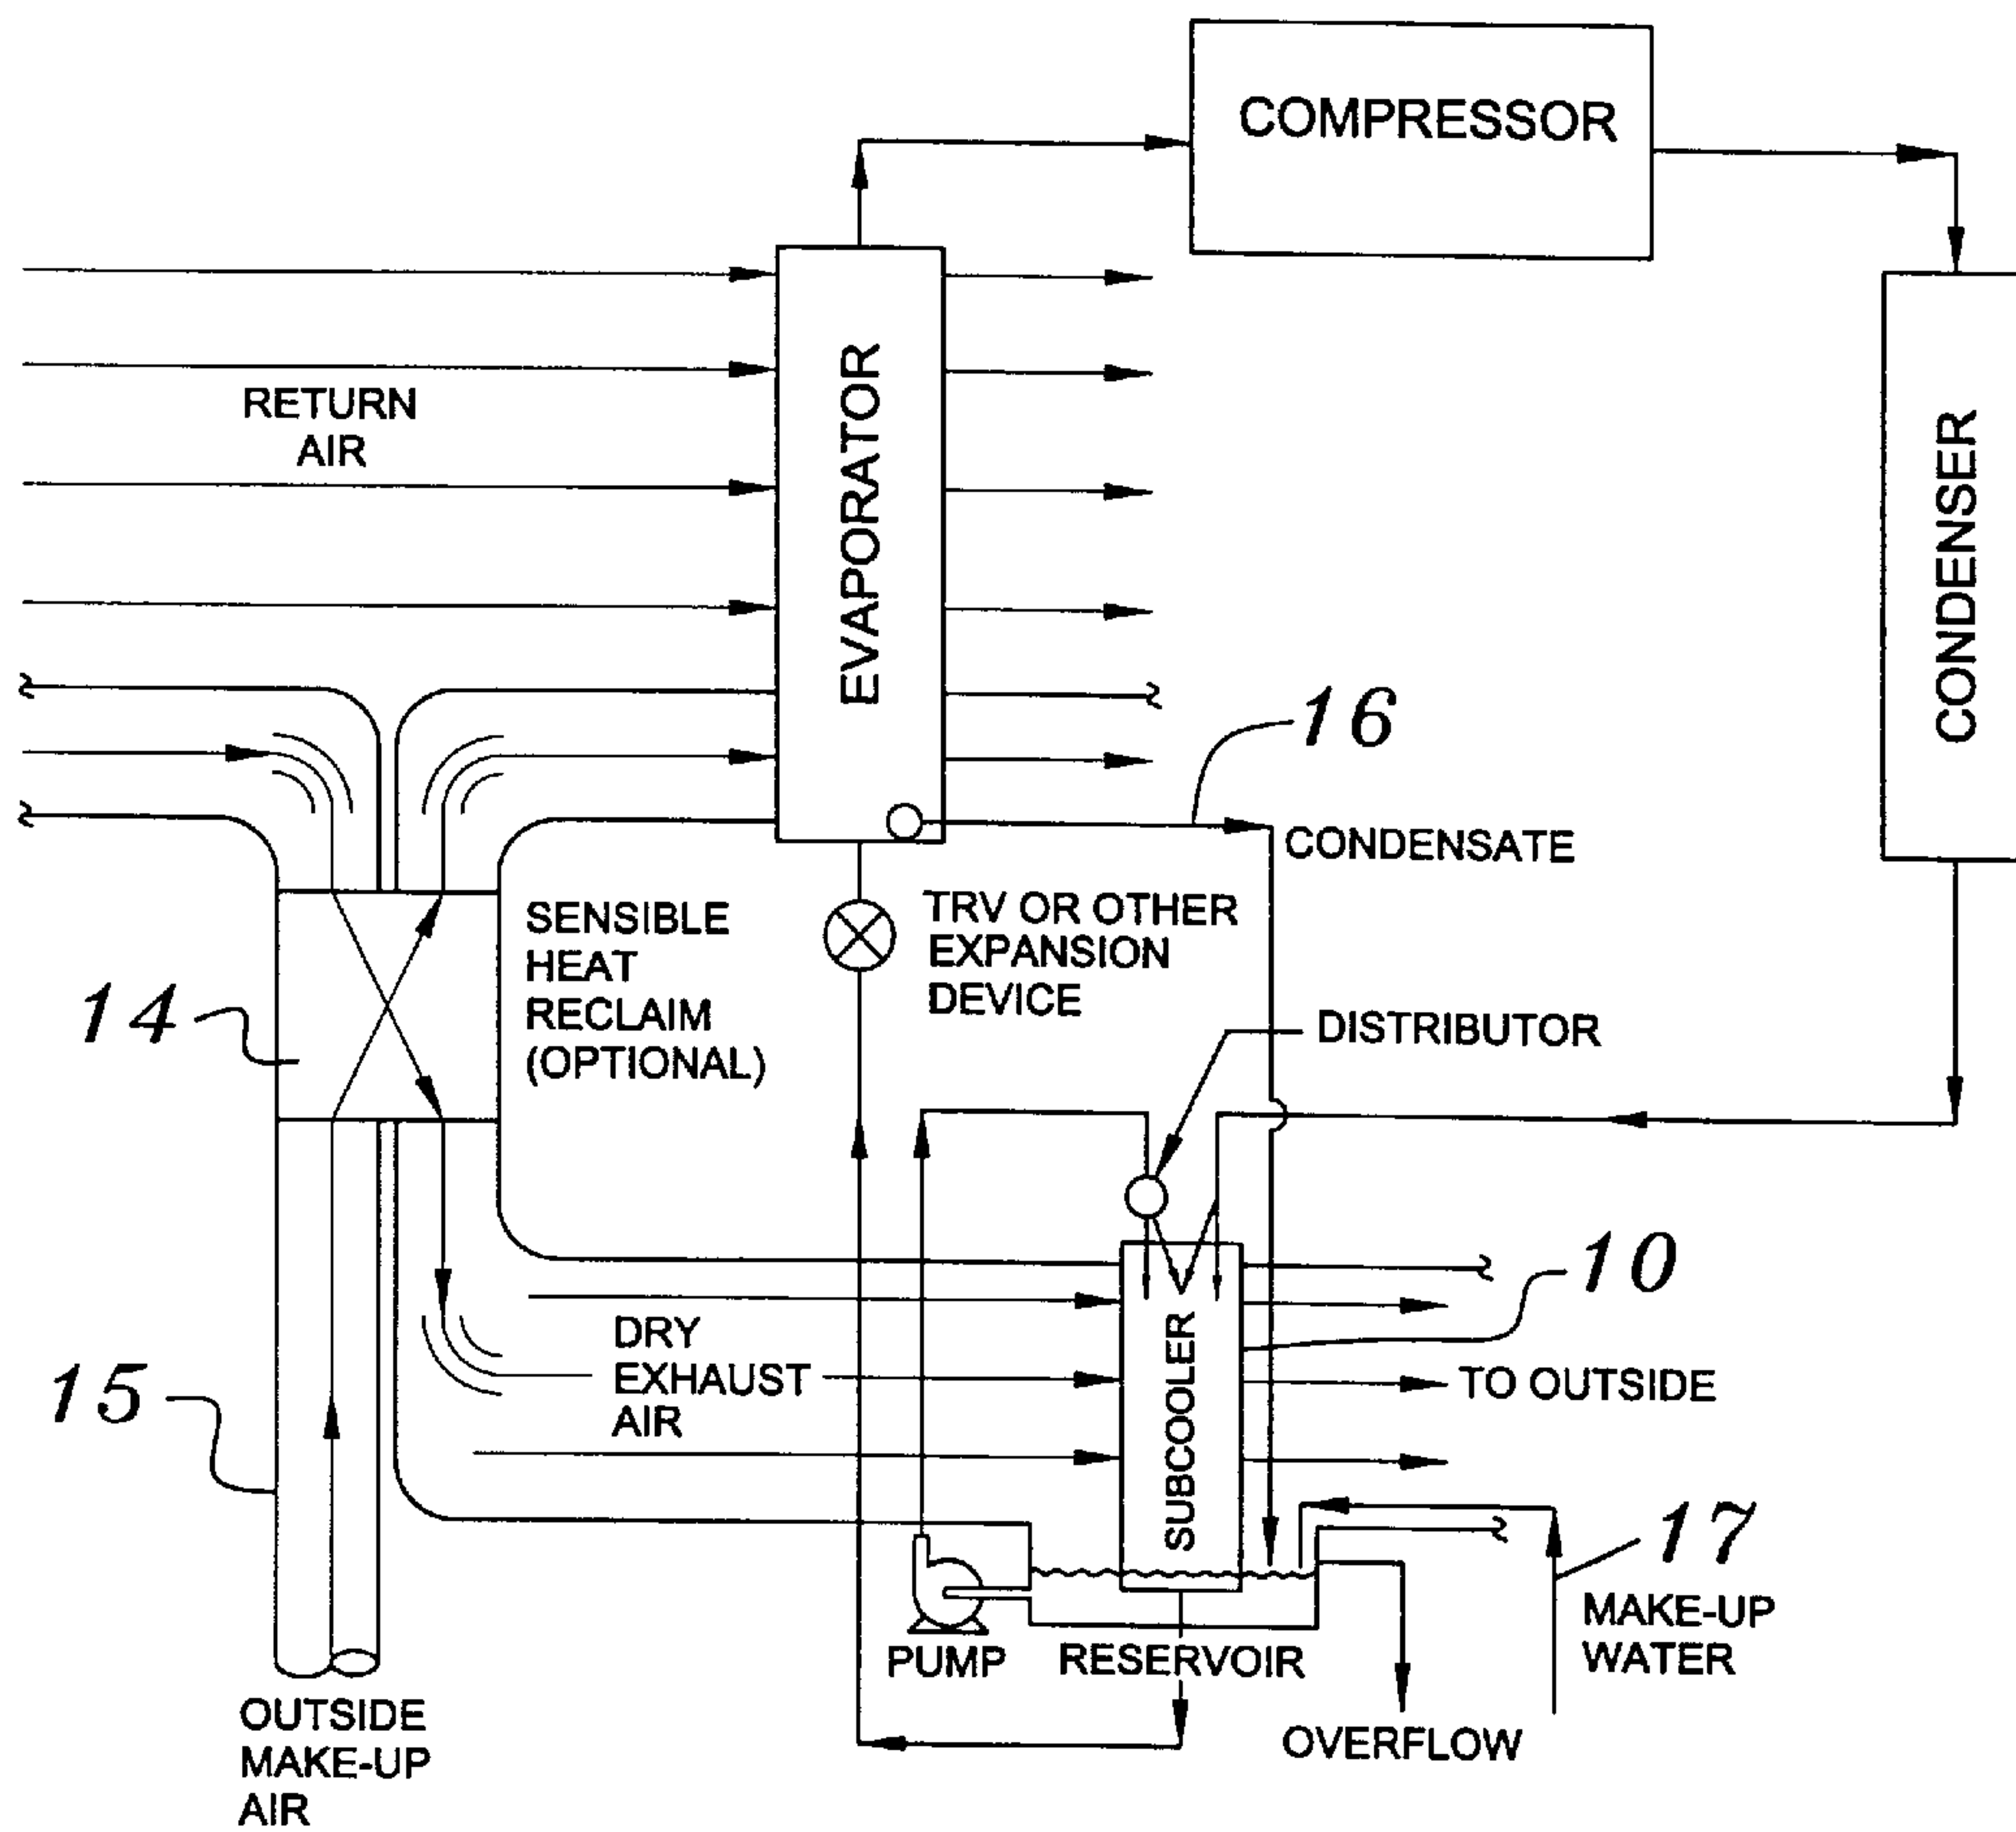 COMPRESSOR
RETURN
AIR
EVAPORATOR
CONDENSER
16
CONDENSATE
SENSIBLE
HEAT
RECLAIM
(OPTIONAL)
TRV OR OTHER
EXPANSION
DEVICE
14
DISTRIBUTOR
10
DRY
EXHAUST
AIR
SUBCOOLER
TO OUTSIDE
15
17
MAKE-UP
WATER
PUMP
RESERVOIR
OVERFLOW
OUTSIDE
MAKE-UP
AIR